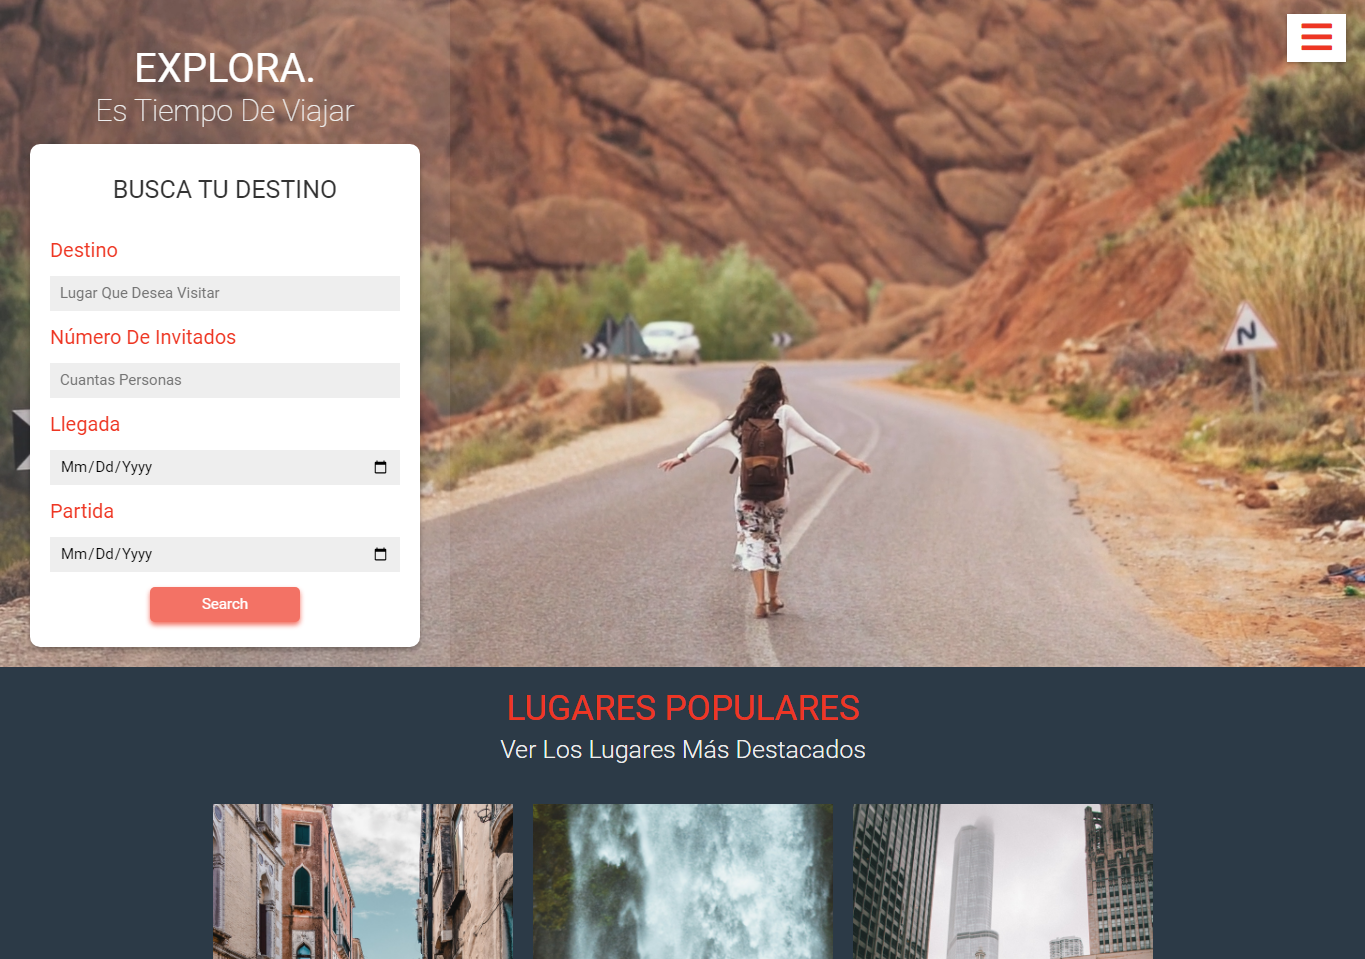 EXPLORA.
Es Tiempo De Viajar
BUSCA TU DESTINO
Destino
Lugar Que Desea Visitar
Número De Invitados
Cuantas Personas
Llegada
Mm/Dd/Yyyy
Partida
Mm/Dd/Yyyy
Search
LUGARES POPULARES
Ver Los Lugares Más Destacados